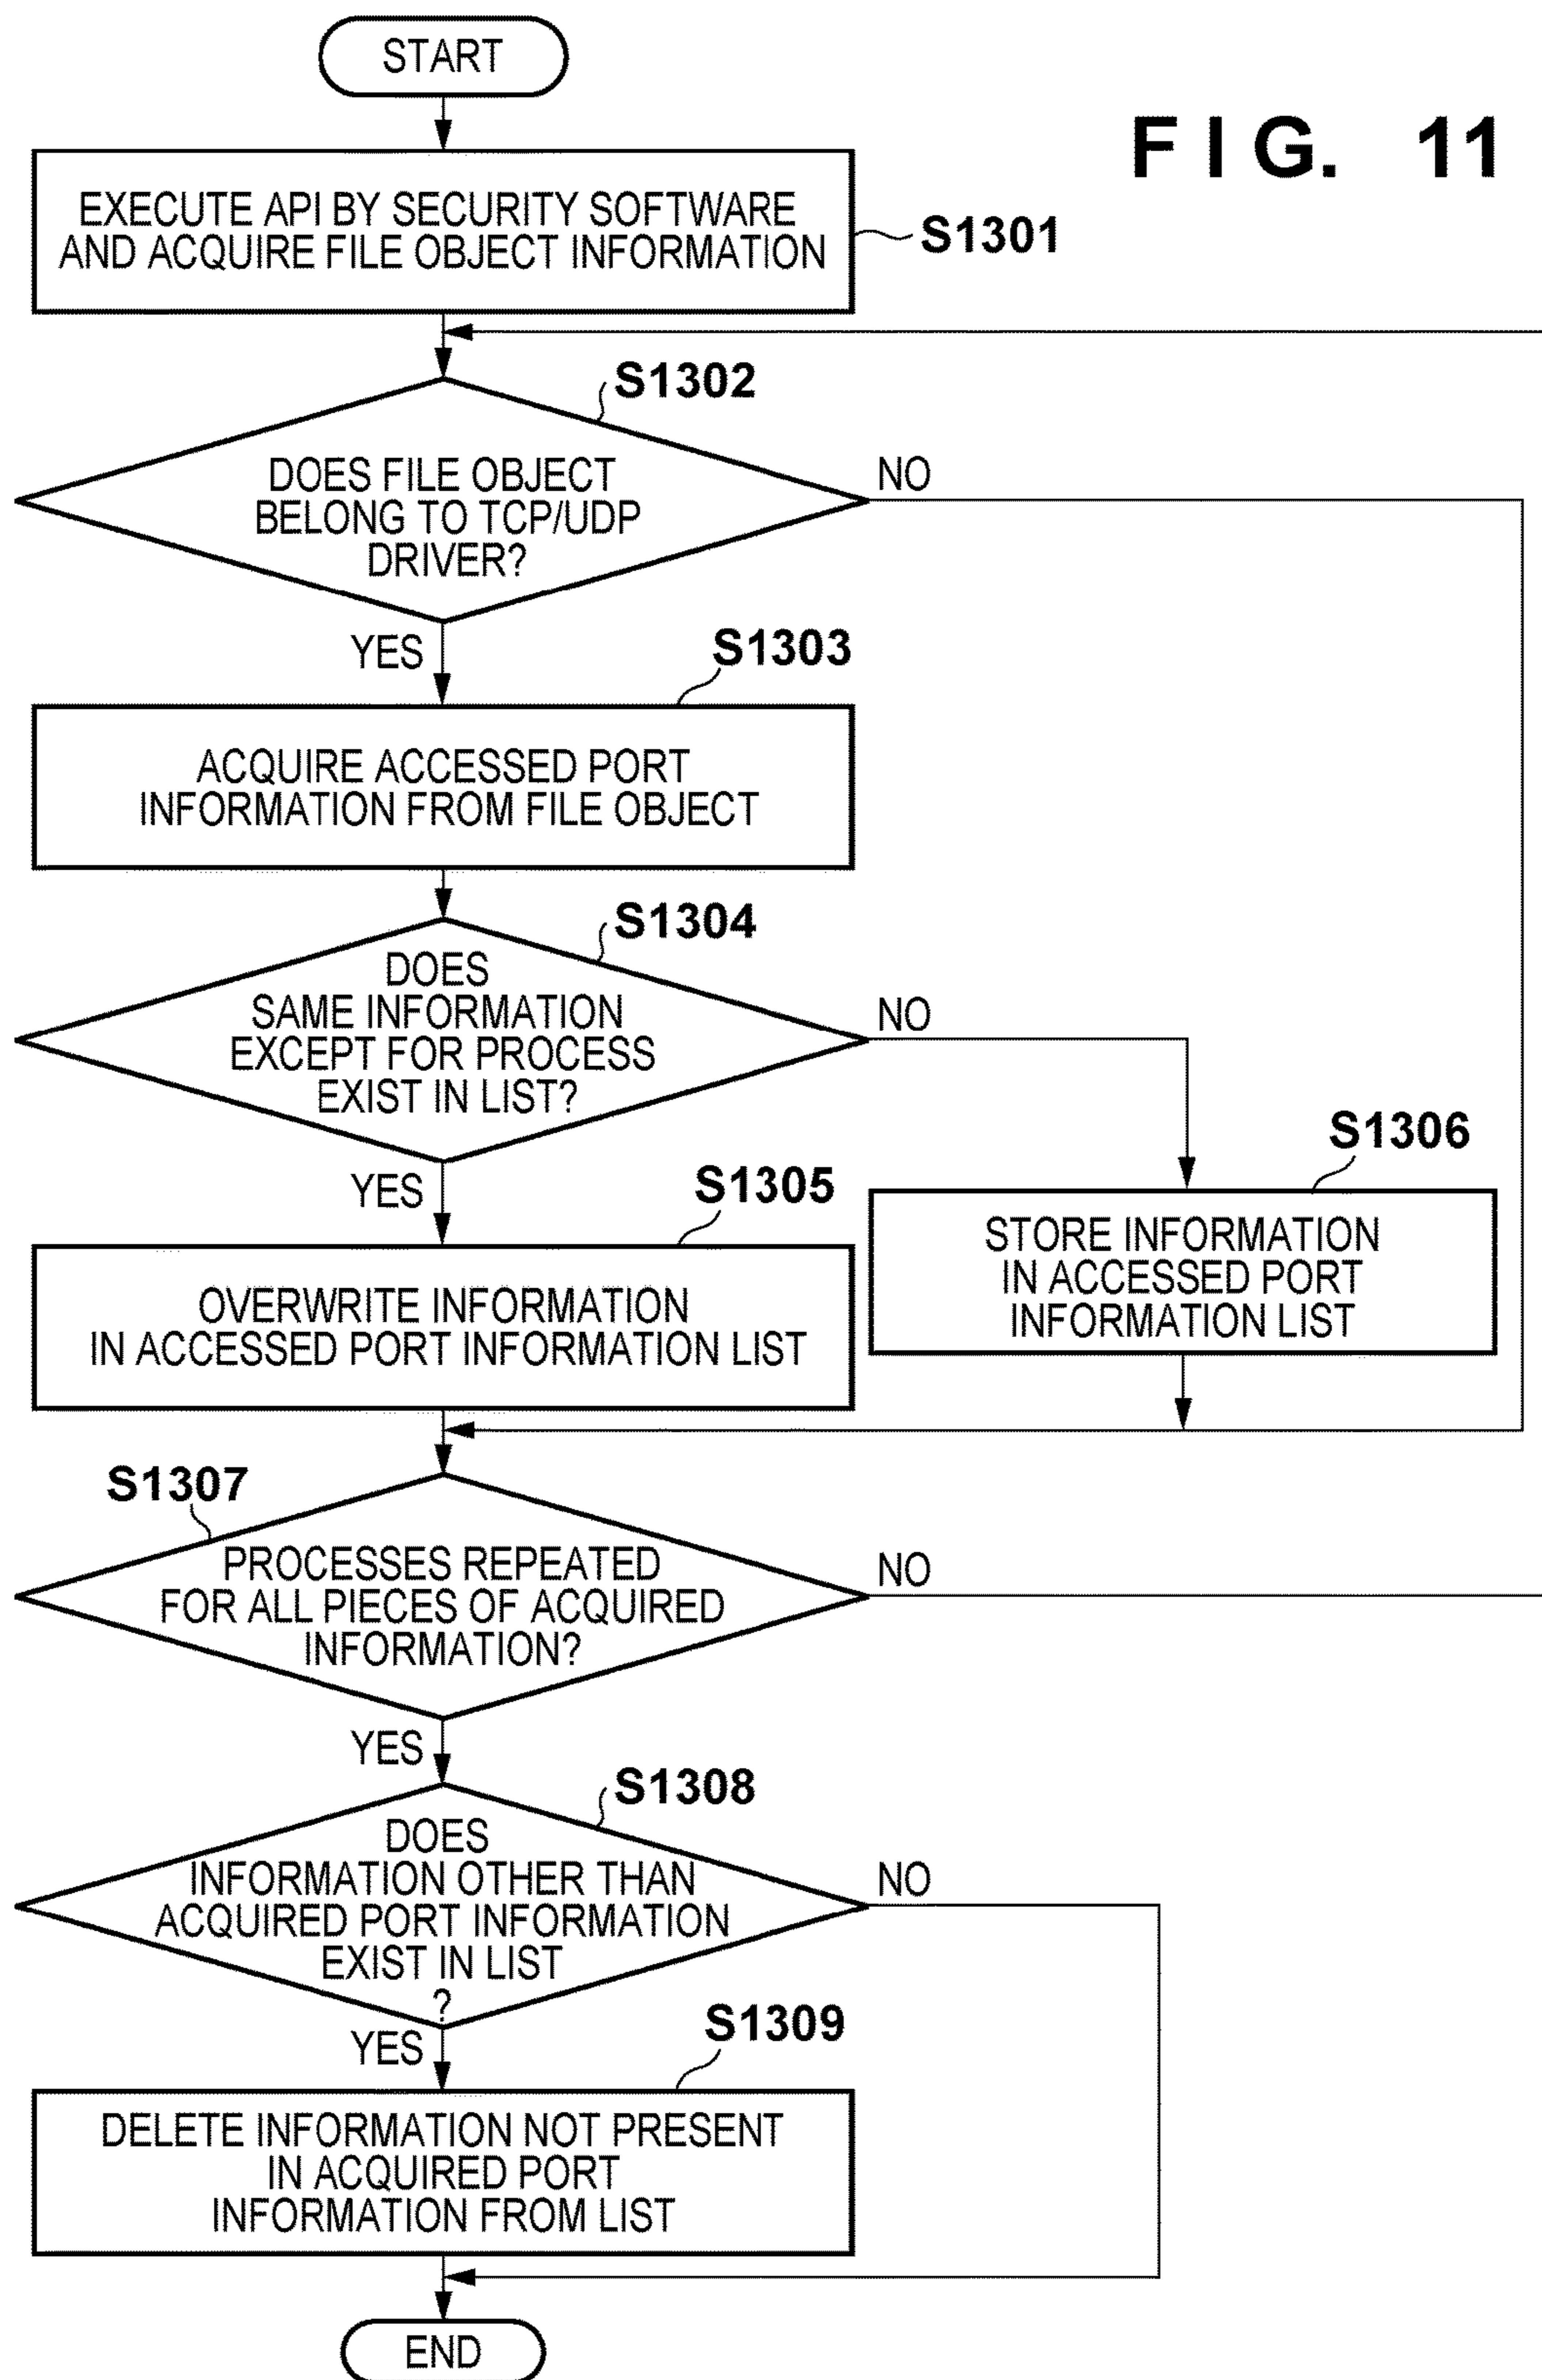 START
F I G. 11
EXECUTE API BY SECURITY SOFTWARE
AND ACQUIRE FILE OBJECT INFORMATION
S1301
S1302
DOES FILE OBJECT
BELONG TO TCP/UDP
DRIVER?
NO
YES
S1303
ACQUIRE ACCESSED PORT
INFORMATION FROM FILE OBJECT
S1304
DOES
SAME INFORMATION
EXCEPT FOR PROCESS
EXIST IN LIST?
NO
YES
S1305
OVERWRITE INFORMATION
IN ACCESSED PORT INFORMATION LIST
S1306
STORE INFORMATION
IN ACCESSED PORT
INFORMATION LIST
S1307
PROCESSES REPEATED
FOR ALL PIECES OF ACQUIRED
INFORMATION?
NO
YES
S1308
DOES
INFORMATION OTHER THAN
ACQUIRED PORT INFORMATION
EXIST IN LIST
?
NO
YES
S1309
DELETE INFORMATION NOT PRESENT
IN ACQUIRED PORT
INFORMATION FROM LIST
END